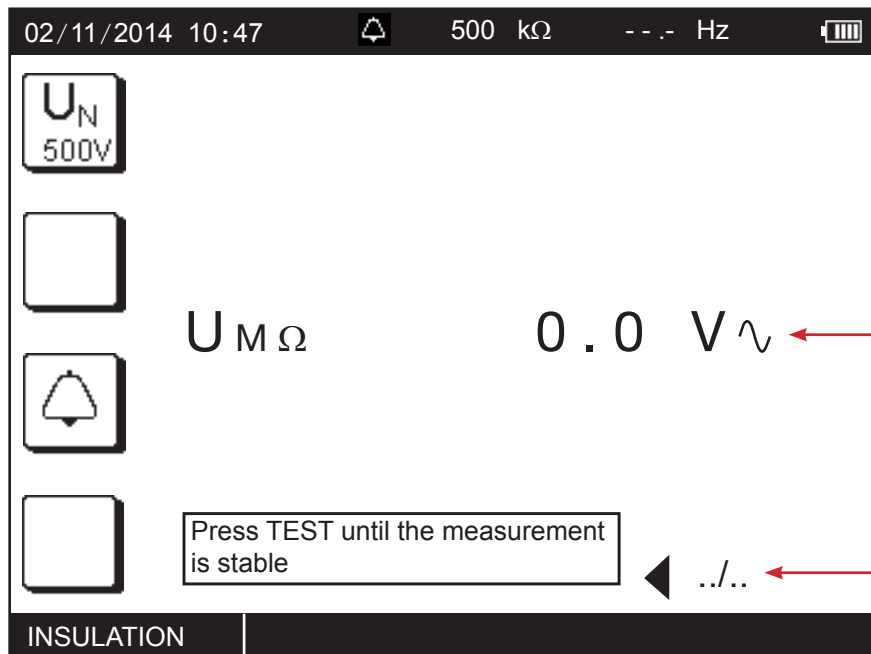 02/11/2014 10:47 500 kΩ - - .- Hz
UN
500V
UMΩ 0.0 V
Press TEST until the measurement
is stable
../..
INSULATION